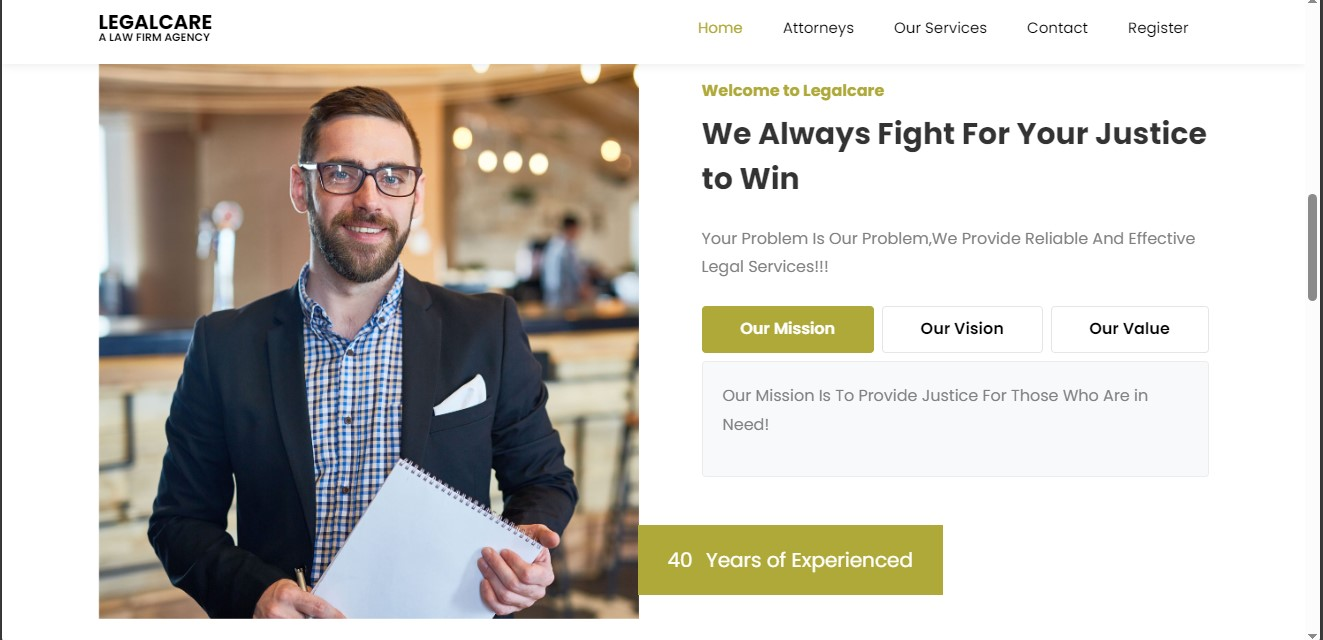 LEGALCARE
A LAW FIRM AGENCY
Home Attorneys Our Services Contact Register
Welcome to Legalcare
We Always Fight For Your Justice
to Win
Your Problem Is Our Problem,We Provide Reliable And Effective
Legal Services!!!
Our Mission Our Vision Our Value
Our Mission Is To Provide Justice For Those Who Are in
Need!
40 Years of Experienced